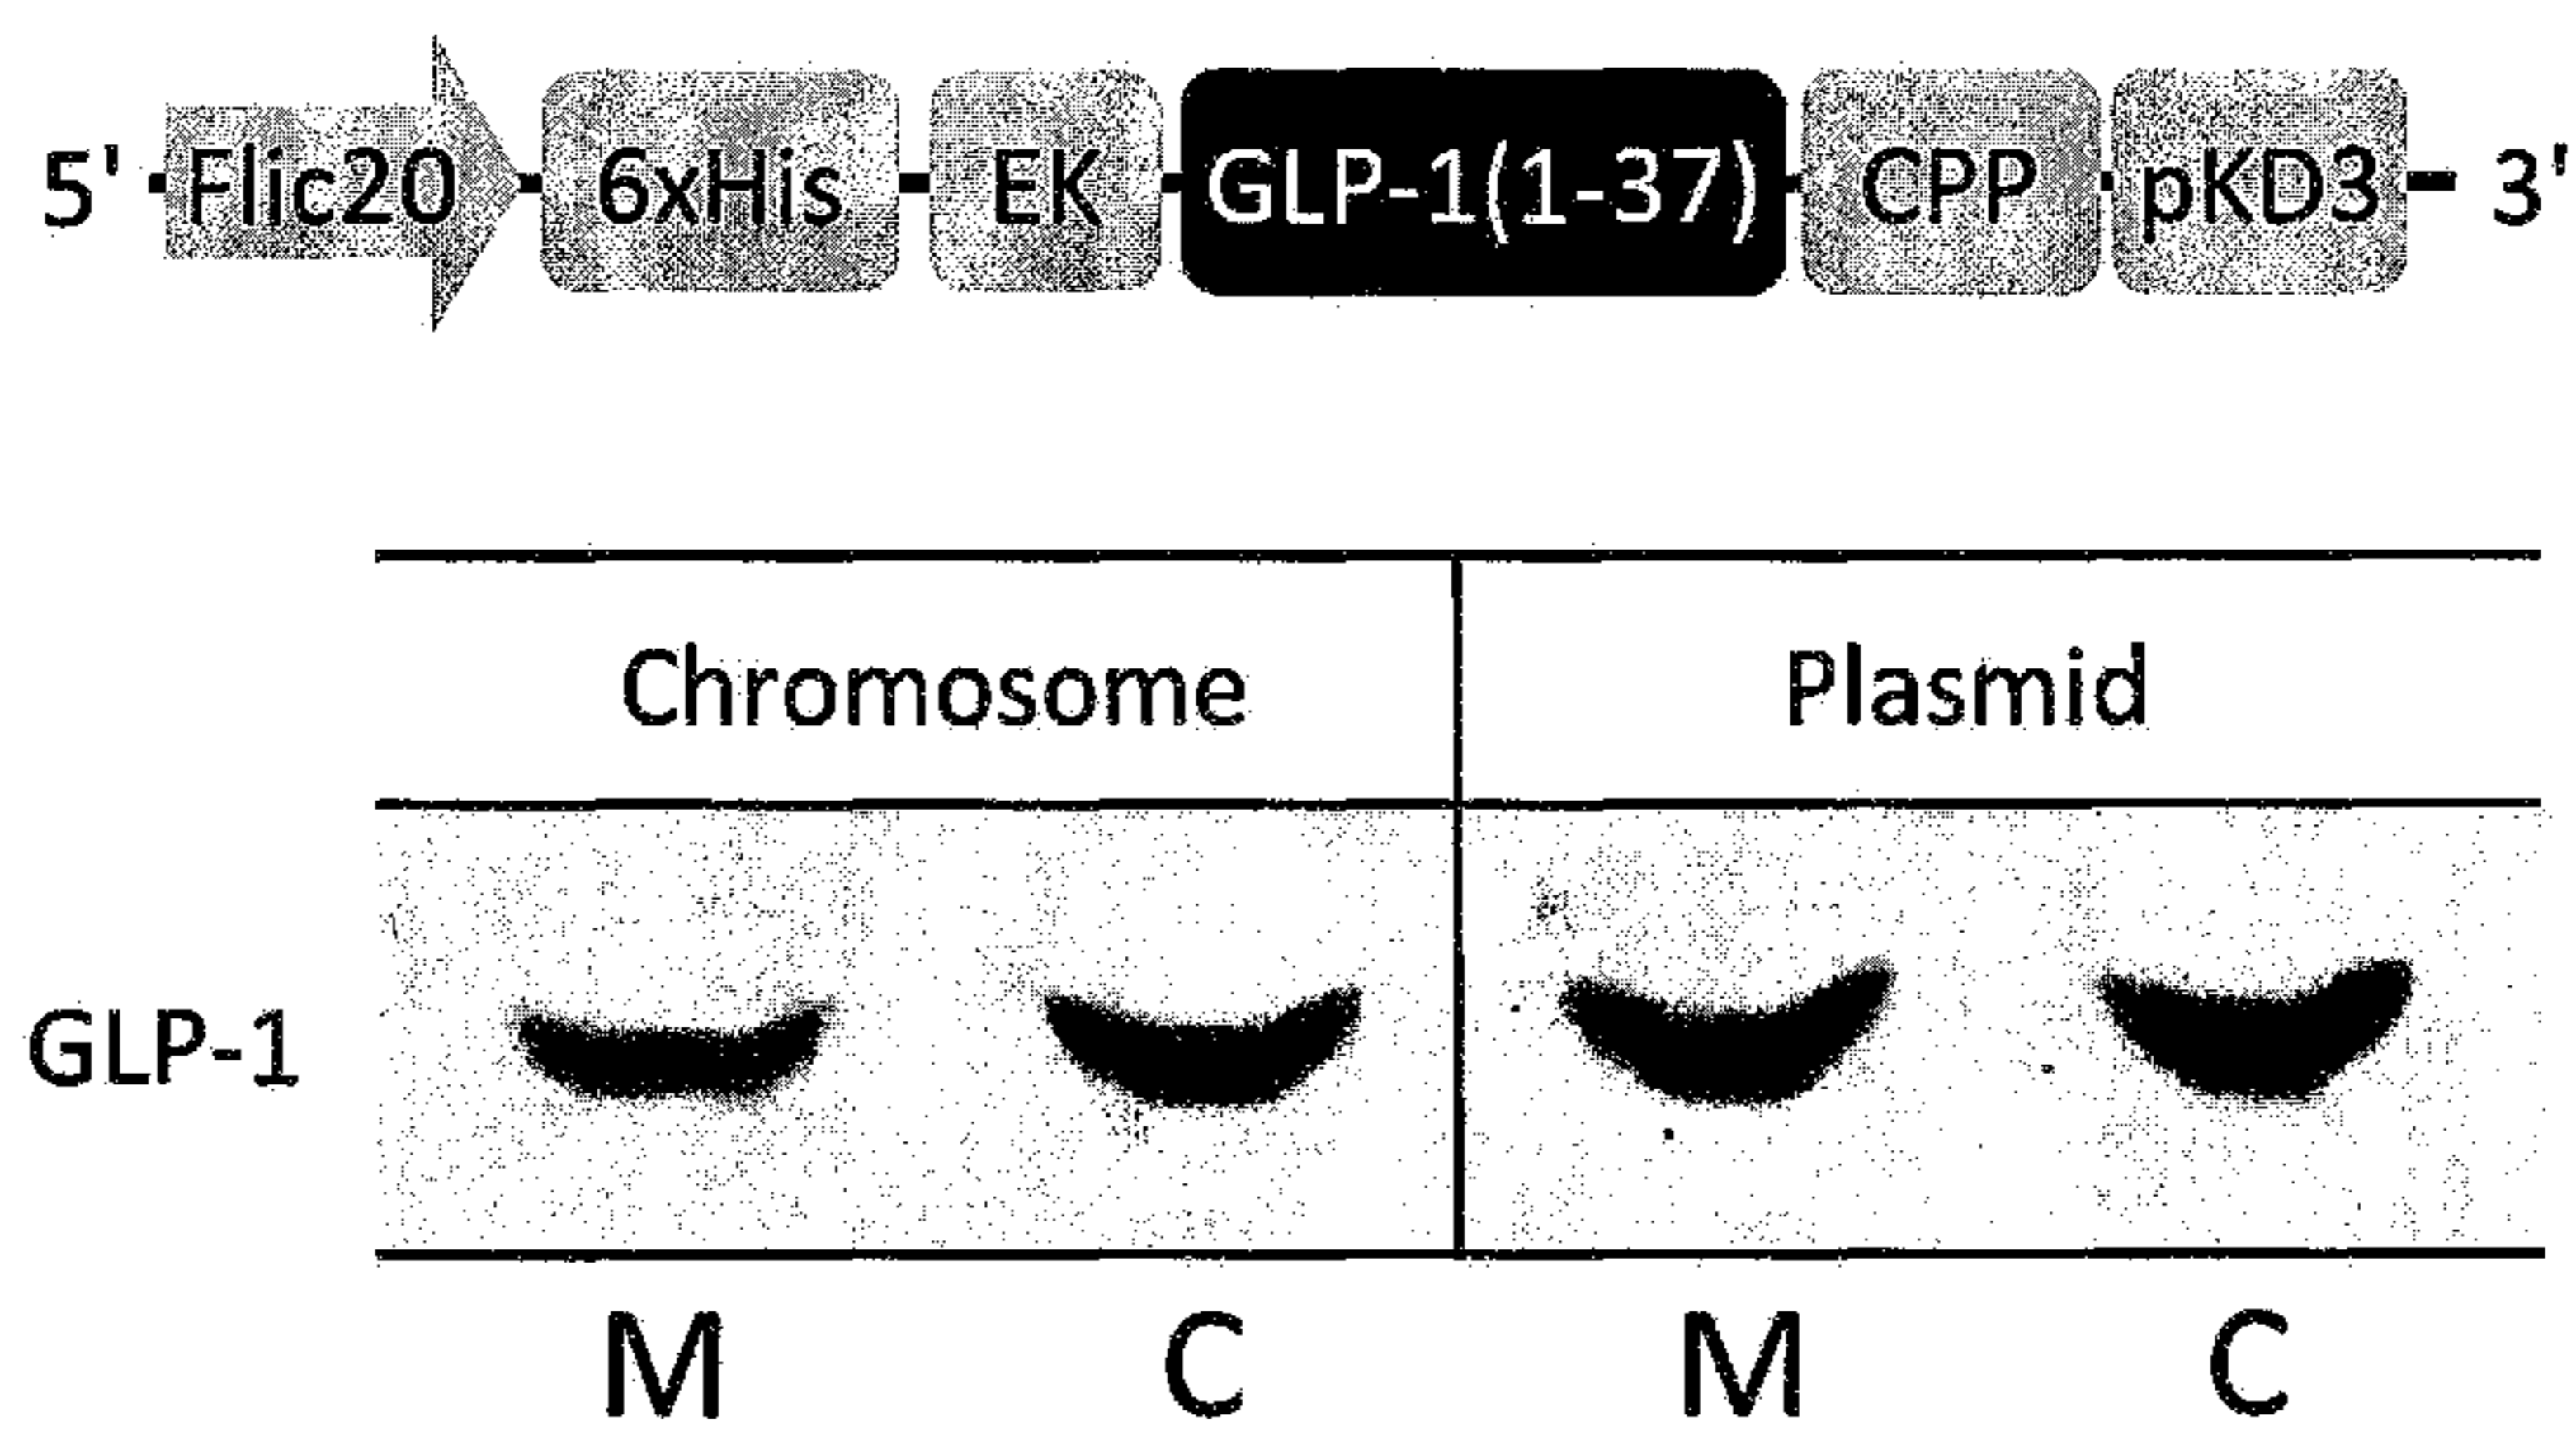 5' Flic20 6xHis EK GLP-1(1-37) CPP pKD3 3'
Chromosome Plasmid
GLP-1
M C M C